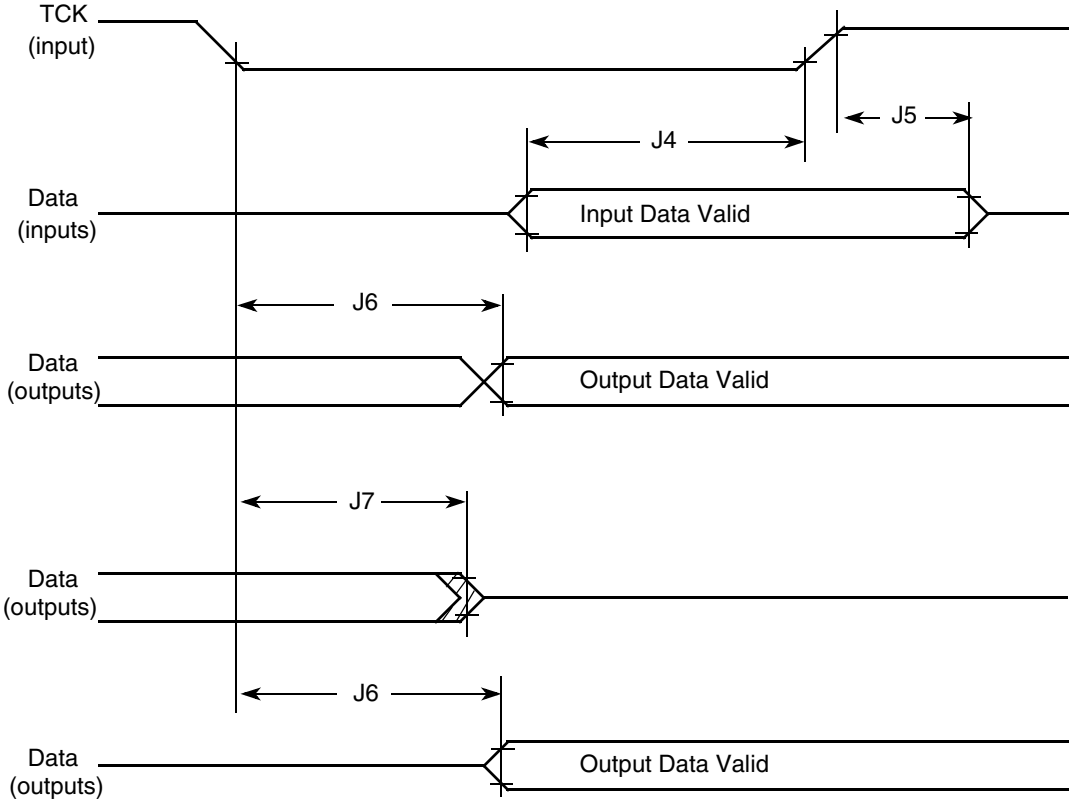 TCK
(input)
J5
J4
Data
(inputs)
Input Data Valid
J6
Data
(outputs)
Output Data Valid
J7
Data
(outputs)
J6
Data
(outputs)
Output Data Valid